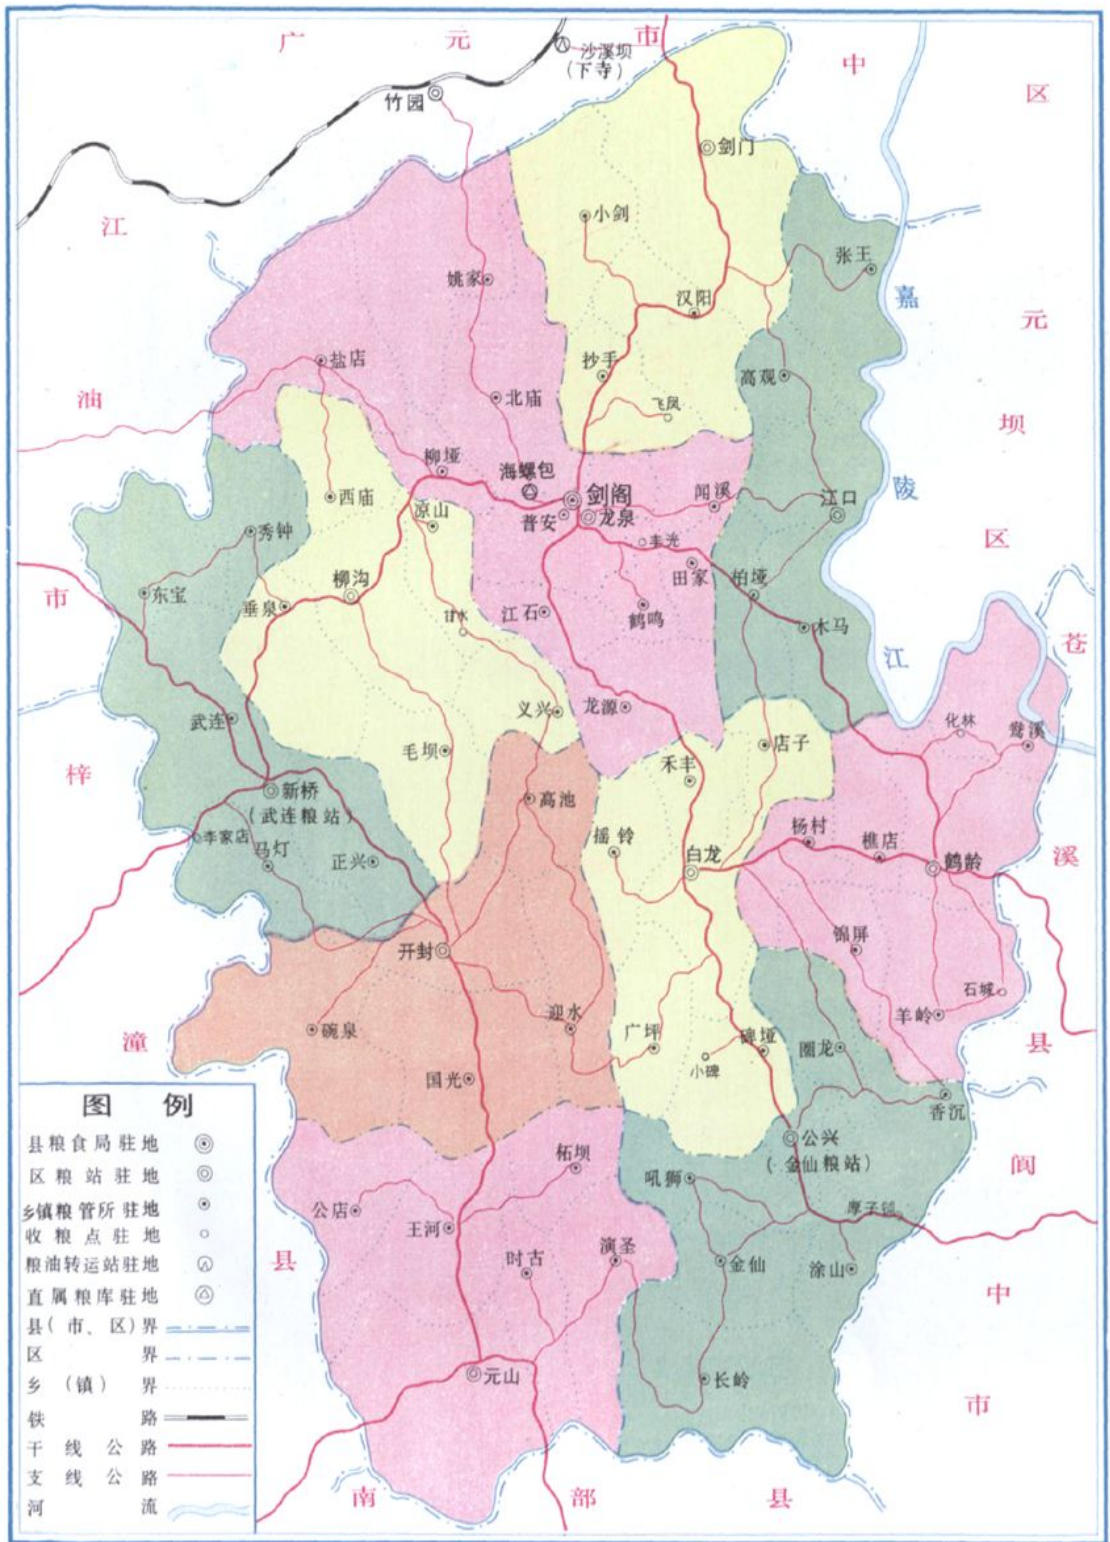 广元市中区
沙溪坝
(下寺)
竹园
剑门
江
小剑
张王
嘉
姚家
汉阳
元
盐店
抄手
高观
油
北庙
飞凤
坝
柳垭
海螺包
西庙
剑阁
闻溪
陵
江口
凉山
普安
龙泉
秀钟
丰光
区
柳沟
田家
柏垭
市
东宝
垂泉
甘水
江石
鹤鸣
木马
苍
江
武连
义兴
龙源
化林
鸯溪
毛坝
店子
梓
禾丰
新桥
(武连粮站)
高池
李家店
马灯
正兴
摇铃
白龙
杨村
樵店
鹤龄
溪
开封
锦屏
石城
潼
碗泉
迎水
广坪
碑垭
羊岭
小碑
圈龙
县
国光
香沉
图例
县粮食局驻地
区粮站驻地
乡镇粮管所驻地
收粮点驻地
粮油转运站驻地
直属粮库驻地
县(市、区)界
区界
乡(镇)界
铁路
干线公路
支线公路
河流
公兴
(金仙粮站)
柘坝
吼狮
阆
公店
王河
县
时古
演圣
金仙
涂山
中
元山
长岭
市
南部县